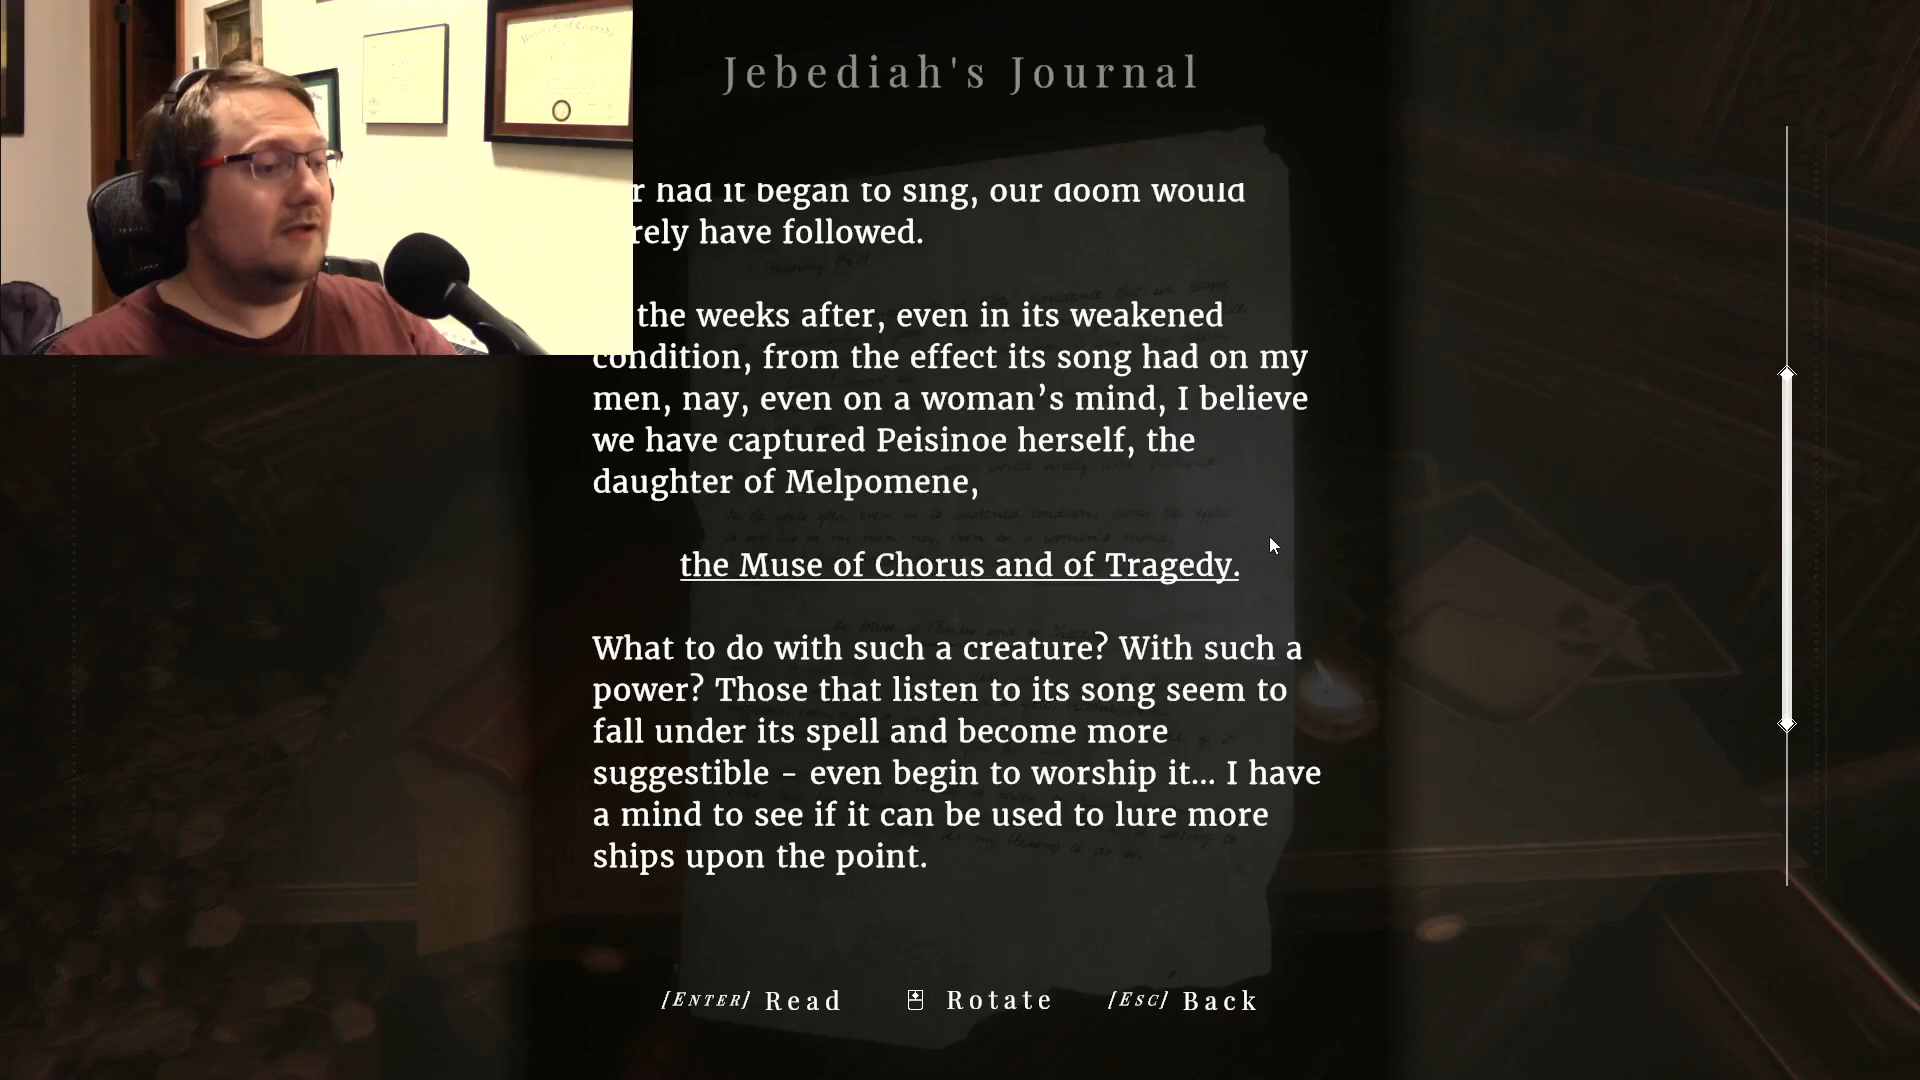 University of Colorado
Jebediah's Journal
had it began to sing, our doom would
rely have followed.
the weeks after, even in its weakened
condition, from the effect its song had on my
men, nay, even on a woman’s mind, I believe
we have captured Peisinoe herself, the
daughter of Melpomene,
the Muse of Chorus and of Tragedy.
What to do with such a creature? With such a
power? Those that listen to its song seem to
fall under its spell and become more
suggestible - even begin to worship it... I have
a mind to see if it can be used to lure more
ships upon the point.
[ENTER] Read
Rotate
[ESC] Back